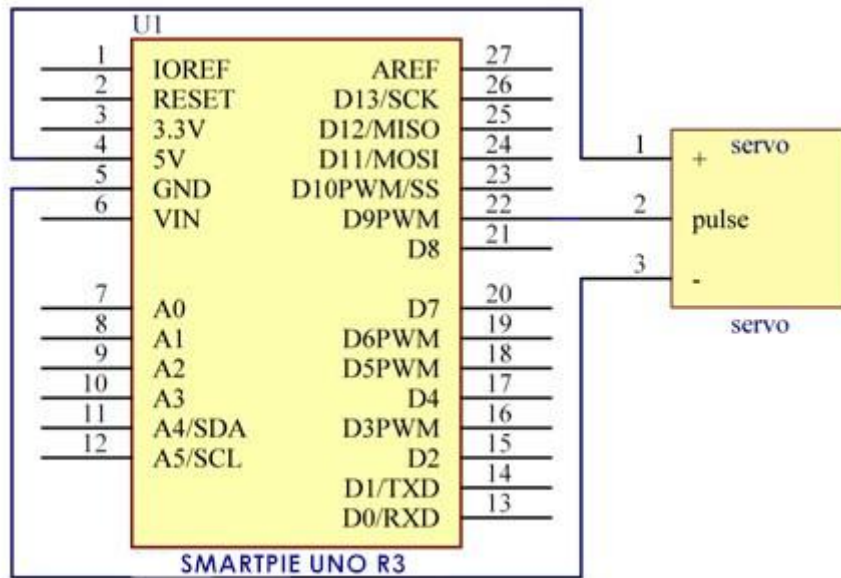 U1
1 IOREF AREF 27
2 RESET D13/SCK 26
3 3.3V D12/MISO 25
4 5V D11/MOSI 24
5 GND D10PWM/SS 23
6 VIN D9PWM 22
D8 21
7 A0 D7 20
8 A1 D6PWM 19
9 A2 D5PWM 18
10 A3 D4 17
11 A4/SDA D3PWM 16
12 A5/SCL D2 15
D1/TXD 14
D0/RXD 13
SMARTPIE UNO R3
servo
1 +
2 pulse
3 -
servo